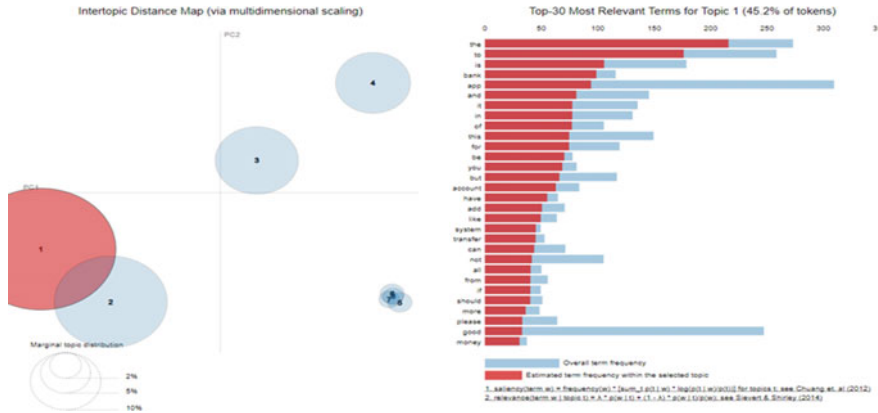 Intertopic Distance Map (via multidimensional scaling)
PC2
PC1
4
3
1
2
6
Marginal topic distribution
2%
5%
10%
Top-30 Most Relevant Terms for Topic 1 (45.2% of tokens)
0 50 100 150 200 250 300
the
to
is
bank
app
and
it
in
of
this
for
be
you
but
account
have
add
like
system
transfer
can
not
all
from
if
should
more
please
good
money
Overall term frequency
Estimated term frequency within the selected topic
1. saliency(term w) = frequency(w) * [sum_t p(t | w) * log(p(t | w)/p(t))] for topics t; see Chuang et. al (2012)
2. relevance(term w | topic t) = λ * p(w | t) + (1 - λ) * p(w | t)/p(w); see Sievert & Shirley (2014)